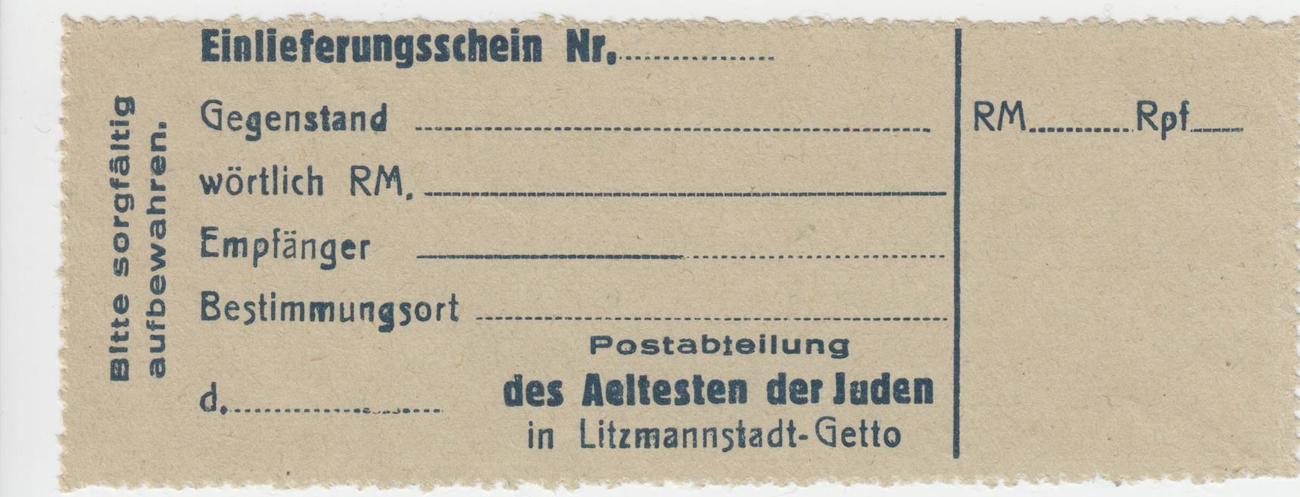 Bitte sorgfältig
aufbewahren.
Einlieferungsschein Nr.
Gegenstand
wörtlich RM.
Empfänger
Bestimmungsort
Postabteilung
d.
des Aeltesten der Juden
in Litzmannstadt-Getto
RM Rpf